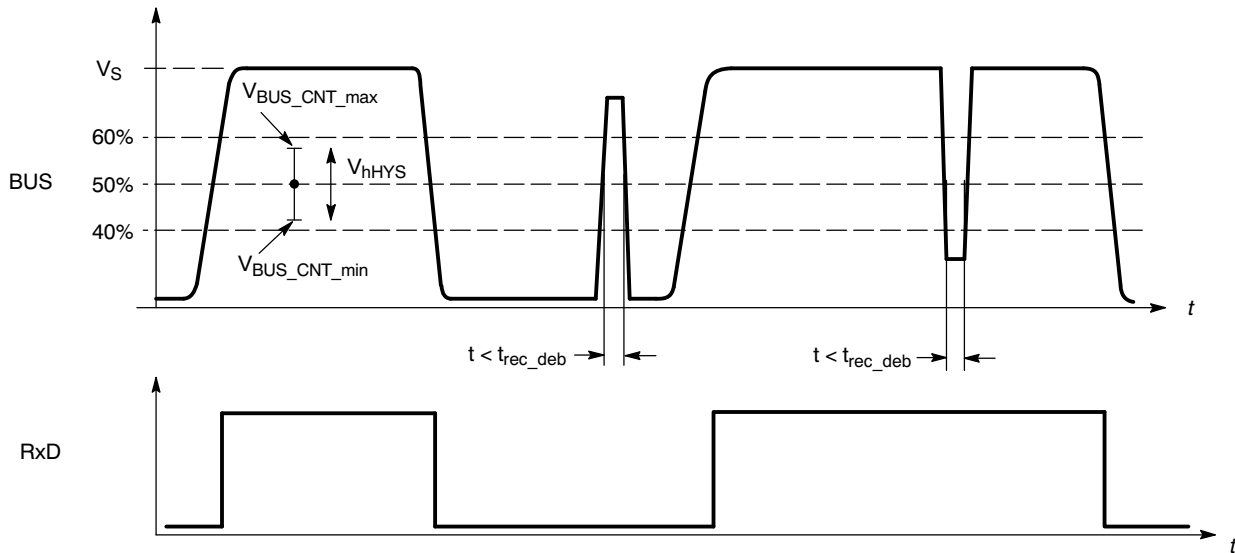 V_S
V_BUS_CNT_max
60%
V_hHYS
BUS
50%
40%
V_BUS_CNT_min
t
t < t_rec_deb
t < t_rec_deb
RxD
t